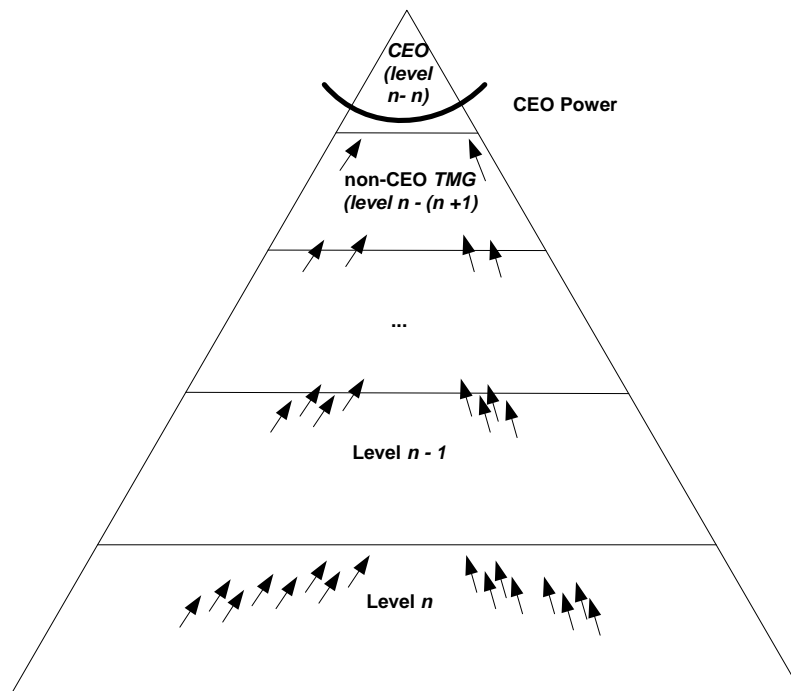 CEO
(level
n- n)
CEO Power
non-CEO TMG
(level n - (n +1)
...
Level n - 1
Level n